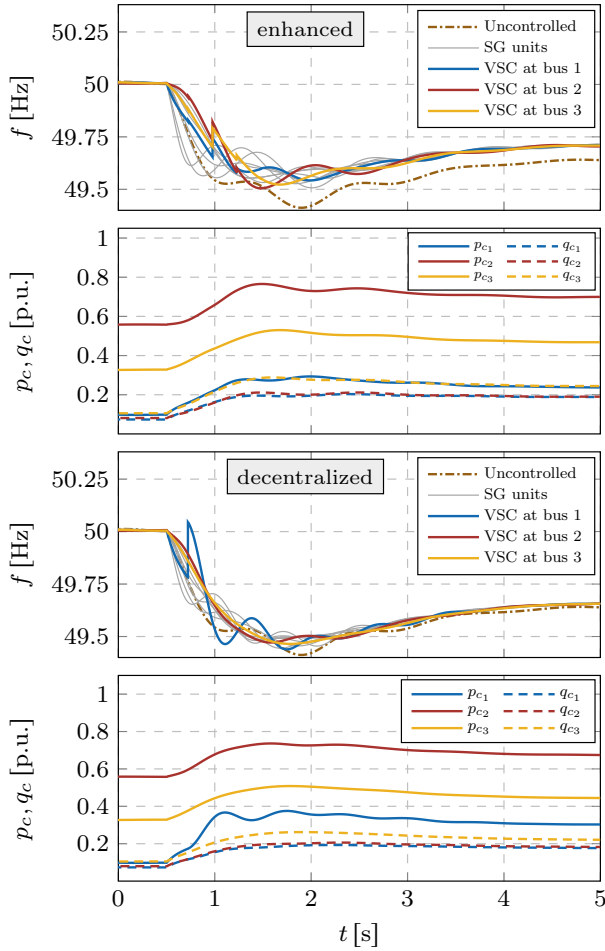 50.25
50
49.75
49.5
f [Hz]
enhanced
Uncontrolled
SG units
VSC at bus 1
VSC at bus 2
VSC at bus 3
1
0.8
0.6
0.4
0.2
p_c, q_c [p.u.]
p_{c_1} q_{c_1}
p_{c_2} q_{c_2}
p_{c_3} q_{c_3}
50.25
50
49.75
49.5
f [Hz]
decentralized
Uncontrolled
SG units
VSC at bus 1
VSC at bus 2
VSC at bus 3
1
0.8
0.6
0.4
0.2
p_c, q_c [p.u.]
p_{c_1} q_{c_1}
p_{c_2} q_{c_2}
p_{c_3} q_{c_3}
0 1 2 3 4 5
t [s]